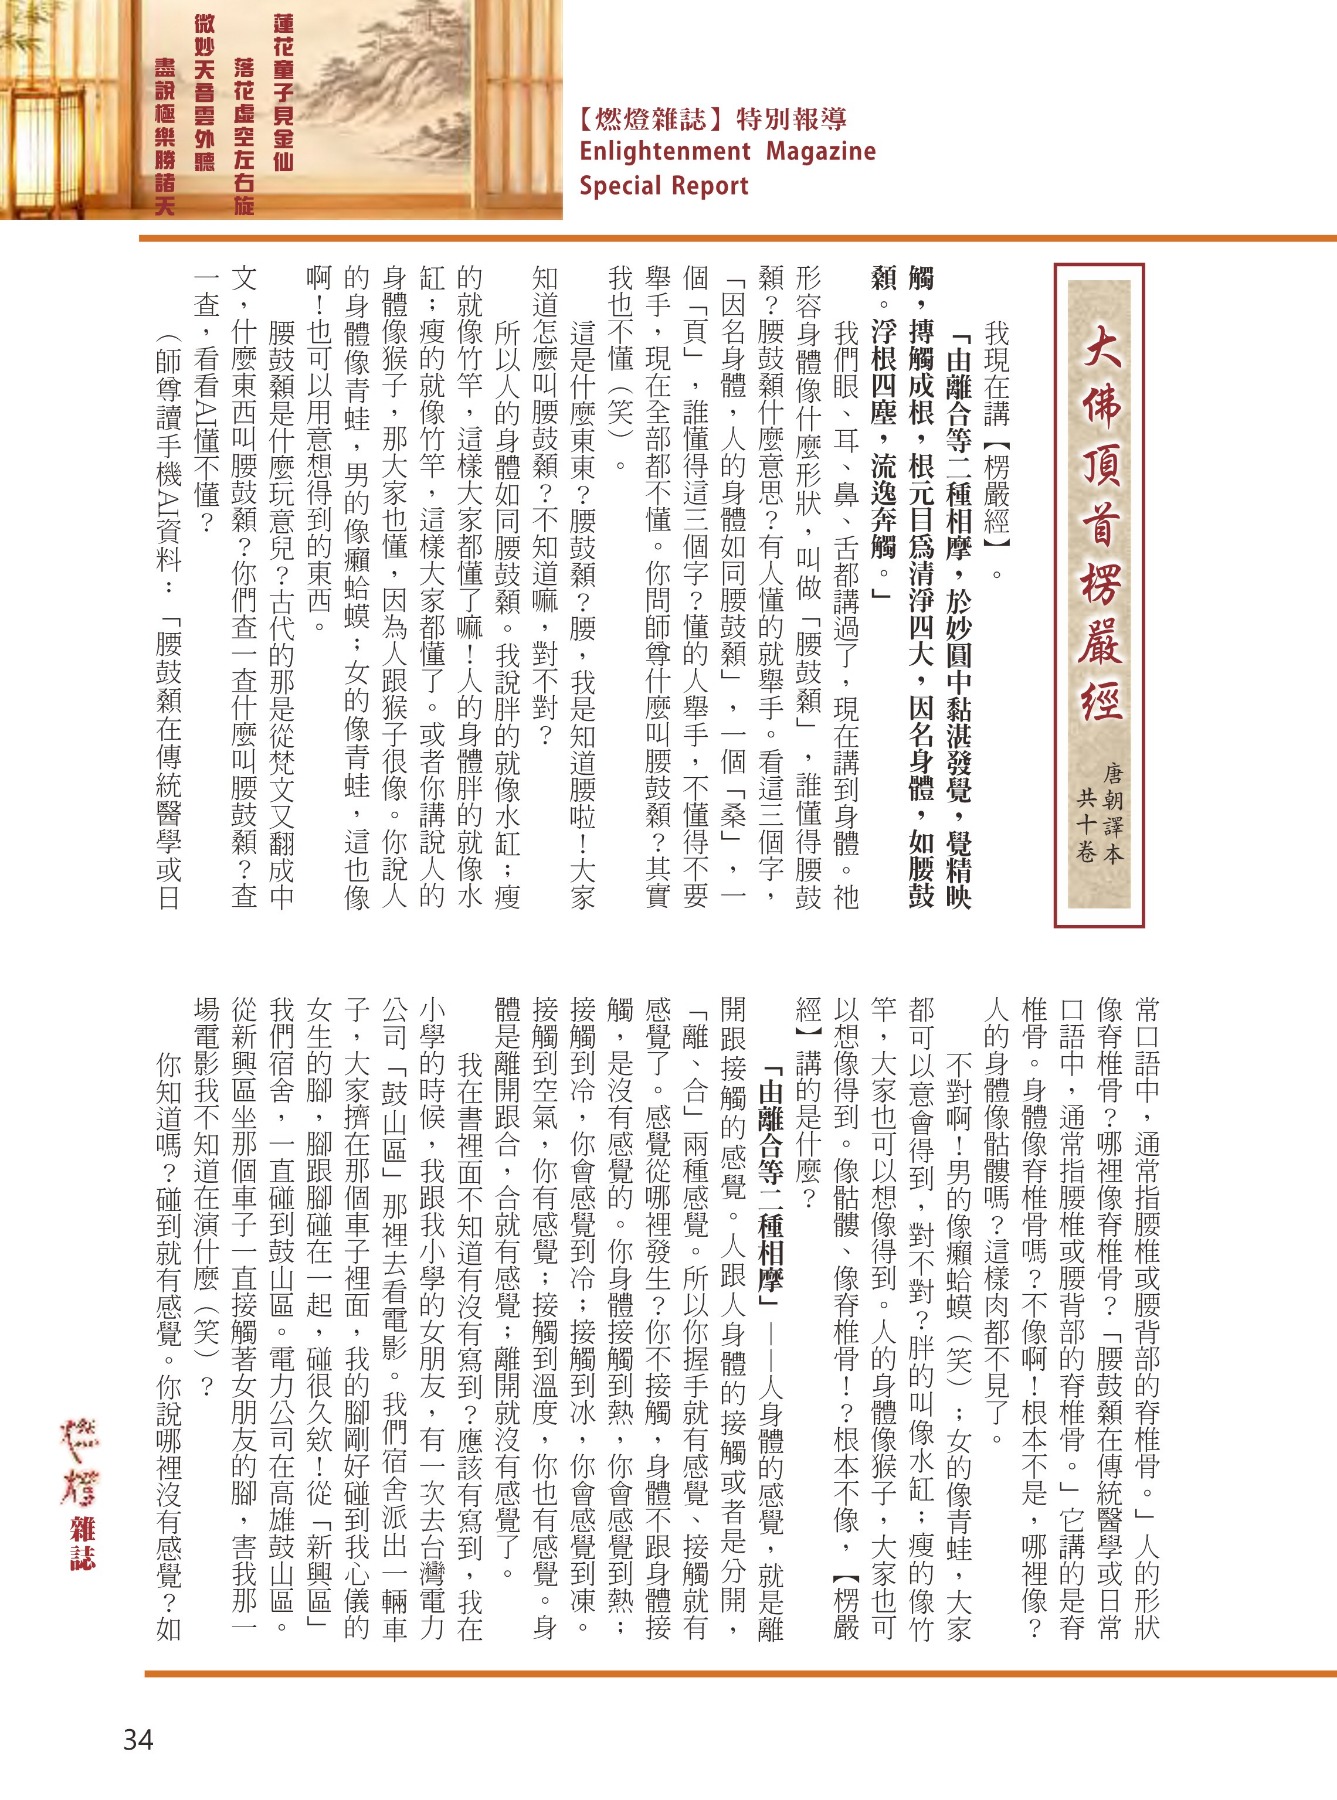 蓮花童子見金仙
落花虛空左右旋
微妙天音雲外聽
盡說極樂勝諸天
【燃燈雜誌】特別報導
Enlightenment Magazine
Special Report
大佛頂首楞嚴經
唐朝譯本
共十卷
我現在講【楞嚴經】。
「由離合等二種相摩，於妙圓中黏湛發覺，覺精映
觸，摶觸成根，根元目為清淨四大，因名身體，如腰鼓
顙。浮根四塵，流逸奔觸。」
我們眼、耳、鼻、舌都講過了，現在講到身體。祂
形容身體像什麼形狀，叫做「腰鼓顙」，誰懂得腰鼓
顙？腰鼓顙什麼意思？有人懂的就舉手。看這三個字，
「因名身體，人的身體如同腰鼓顙」，一個「桑」，一
個「頁」，誰懂得這三個字？懂的人舉手，不懂得不要
舉手，現在全部都不懂。你問師尊什麼叫腰鼓顙？其實
我也不懂（笑）。
這是什麼東東？腰鼓顙？腰，我是知道腰啦！大家
知道怎麼叫腰鼓顙？不知道嘛，對不對？
所以人的身體如同腰鼓顙。我說胖的就像水缸；瘦
的就像竹竿，這樣大家都懂了嘛！人的身體胖的就像水
缸；瘦的就像竹竿，這樣大家都懂了。或者你講說人的
身體像猴子，那大家也懂，因為人跟猴子很像。你說人
的身體像青蛙，男的像癩蛤蟆；女的像青蛙，這也像
啊！也可以用意想得到的東西。
腰鼓顙是什麼玩意兒？古代的那是從梵文又翻成中
文，什麼東西叫腰鼓顙？你們查一查什麼叫腰鼓顙？查
一查，看看AI懂不懂？
（師尊讀手機AI資料：「腰鼓顙在傳統醫學或日
常口語中，通常指腰椎或腰背部的脊椎骨。」人的形狀
像脊椎骨？哪裡像脊椎骨？「腰鼓顙在傳統醫學或日常
口語中，通常指腰椎或腰背部的脊椎骨。」它講的是脊
椎骨。身體像脊椎骨嗎？不像啊！根本不是，哪裡像？
人的身體像骷髏嗎？這樣肉都不見了。
不對啊！男的像癩蛤蟆（笑）；女的像青蛙，大家
都可以意會得到，對不對？胖的叫像水缸；瘦的像竹
竿，大家也可以想像得到。人的身體像猴子，大家也可
以想像得到。像骷髏、像脊椎骨！？根本不像，【楞嚴
經】講的是什麼？
「由離合等二種相摩」——人身體的感覺，就是離
開跟接觸的感覺。人跟人身體的接觸或者是分開，
「離、合」兩種感覺。所以你握手就有感覺、接觸就有
感覺了。感覺從哪裡發生？你不接觸，身體不跟身體接
觸，是沒有感覺的。你身體接觸到熱，你會感覺到熱；
接觸到冷，你會感覺到冷；接觸到冰，你會感覺到凍。
接觸到空氣，你有感覺；接觸到溫度，你也有感覺。身
體是離開跟合，合就有感覺；離開就沒有感覺了。
我在書裡面不知道有沒有寫到？應該有寫到，我在
小學的時候，我跟我小學的女朋友，有一次去台灣電力
公司「鼓山區」那裡去看電影。我們宿舍派出一輛車
子，大家擠在那個車子裡面，我的腳剛好碰到我心儀的
女生的腳，腳跟腳碰在一起，碰很久欸！從「新興區」
我們宿舍，一直碰到鼓山區。電力公司在高雄鼓山區。
從新興區坐那個車子一直接觸著女朋友的腳，害我那一
場電影我不知道在演什麼（笑）？
你知道嗎？碰到就有感覺。你說哪裡沒有感覺？如
燃燈雜誌
34